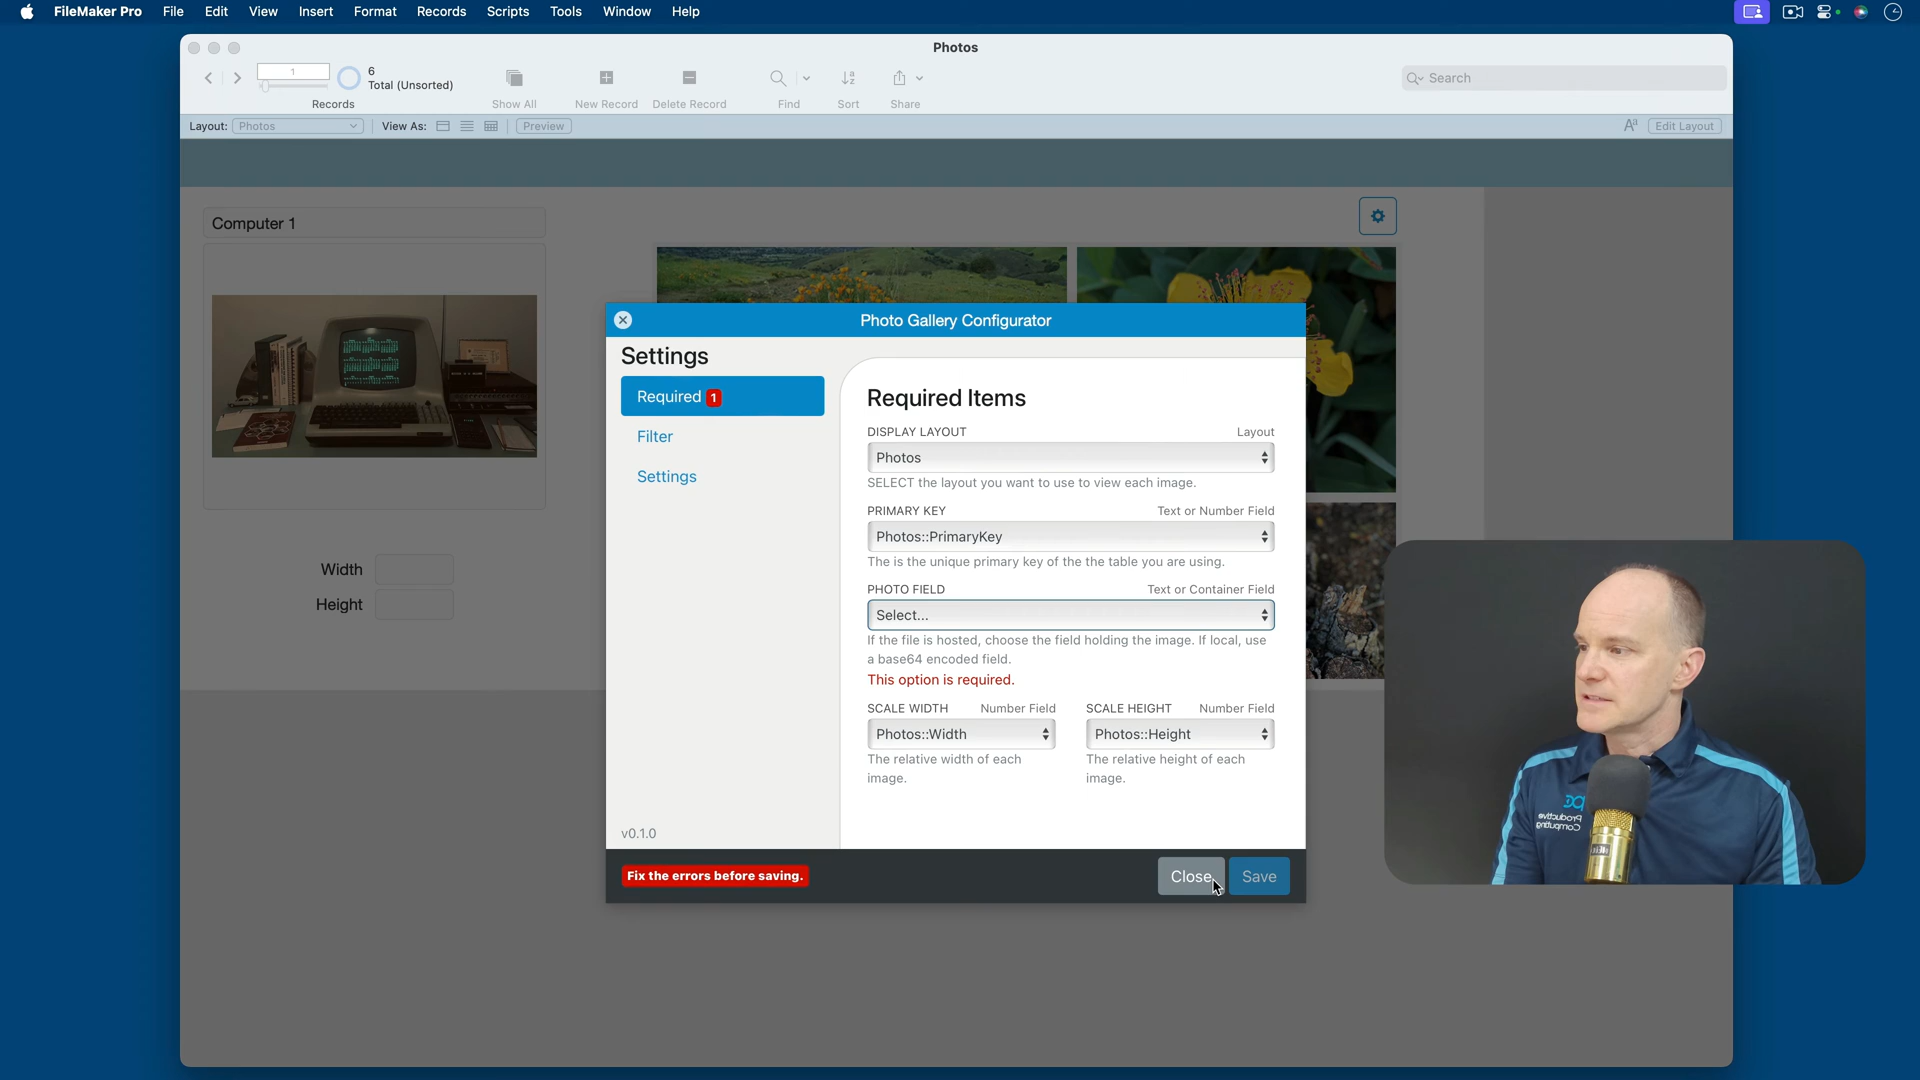 FileMaker Pro File Edit View Insert Format Records Scripts Tools Window Help
Photos
1
6
Total (Unsorted)
Records
Show All
New Record
Delete Record
Find
Sort
Share
Search
Layout: Photos
View As:
Preview
Aa
Edit Layout
Computer 1
Width
Height
Photo Gallery Configurator
Settings
Required 1
Filter
Settings
v0.1.0
Required Items
DISPLAY LAYOUT Layout
Photos
SELECT the layout you want to use to view each image.
PRIMARY KEY Text or Number Field
Photos::PrimaryKey
The is the unique primary key of the the table you are using.
PHOTO FIELD Text or Container Field
Select...
If the file is hosted, choose the field holding the image. If local, use
a base64 encoded field.
This option is required.
SCALE WIDTH Number Field
Photos::Width
The relative width of each
image.
SCALE HEIGHT Number Field
Photos::Height
The relative height of each
image.
Fix the errors before saving.
Close
Save
Productive
Computing